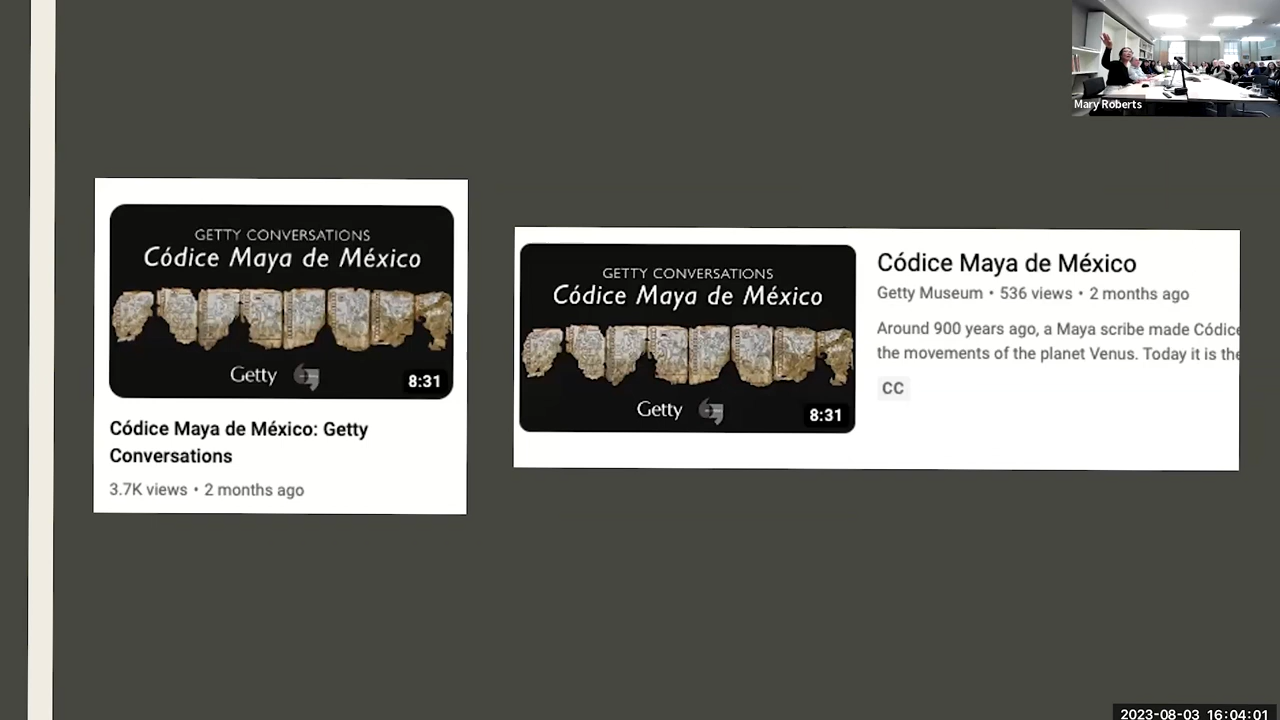 Mary Roberts
GETTY CONVERSATIONS
Códice Maya de México
Getty
8:31
Códice Maya de México: Getty
Conversations
3.7K views • 2 months ago
GETTY CONVERSATIONS
Códice Maya de México
Getty
8:31
Códice Maya de México
Getty Museum • 536 views • 2 months ago
Around 900 years ago, a Maya scribe made Códice
the movements of the planet Venus. Today it is the
CC
2023-08-03 16:04:01